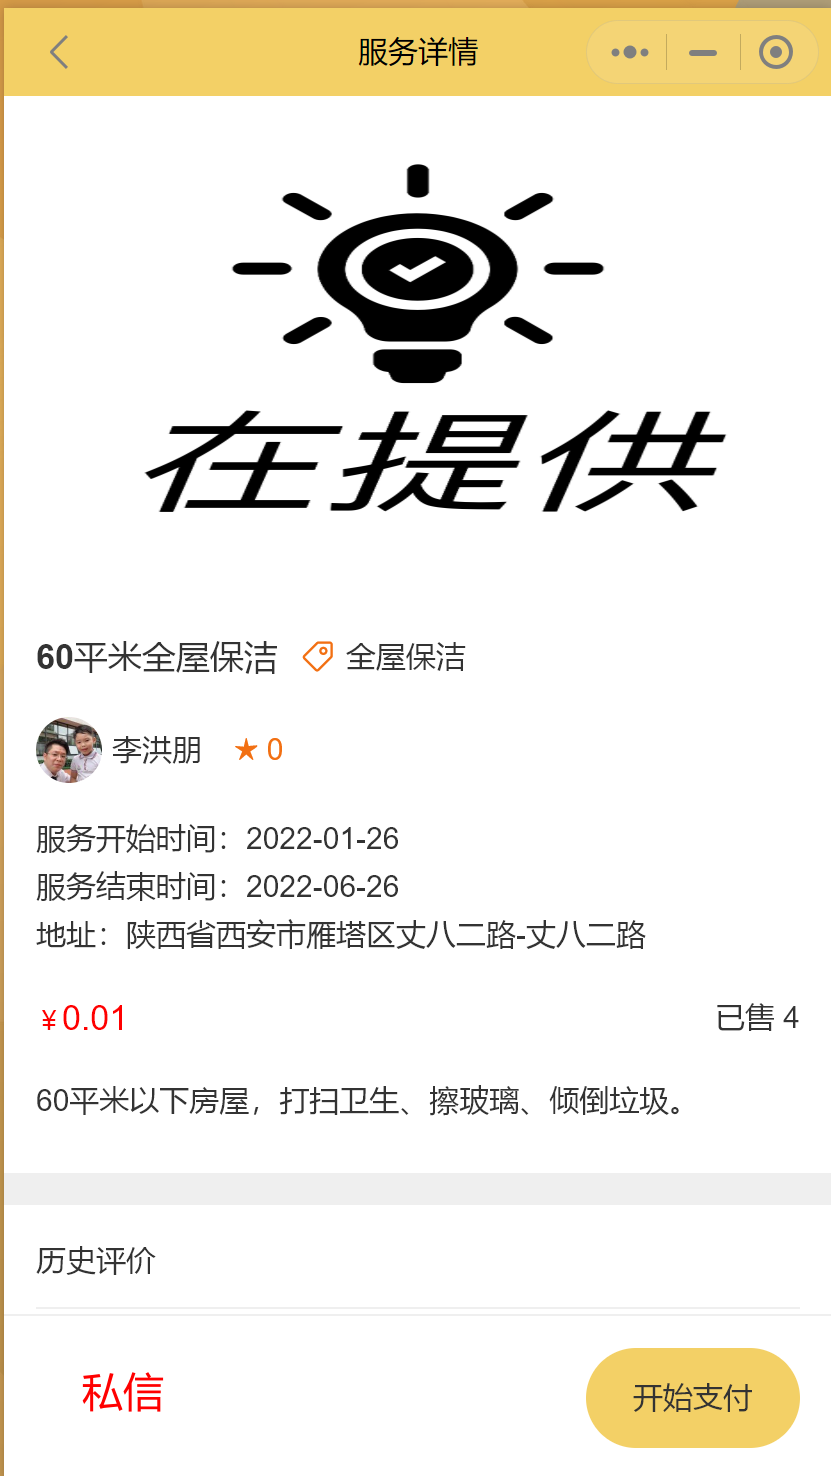 服务详情
在提供
60平米全屋保洁 全屋保洁
李洪朋 ★ 0
服务开始时间：2022-01-26
服务结束时间：2022-06-26
地址：陕西省西安市雁塔区丈八二路-丈八二路
¥0.01 已售 4
60平米以下房屋，打扫卫生、擦玻璃、倾倒垃圾。
历史评价
私信 开始支付